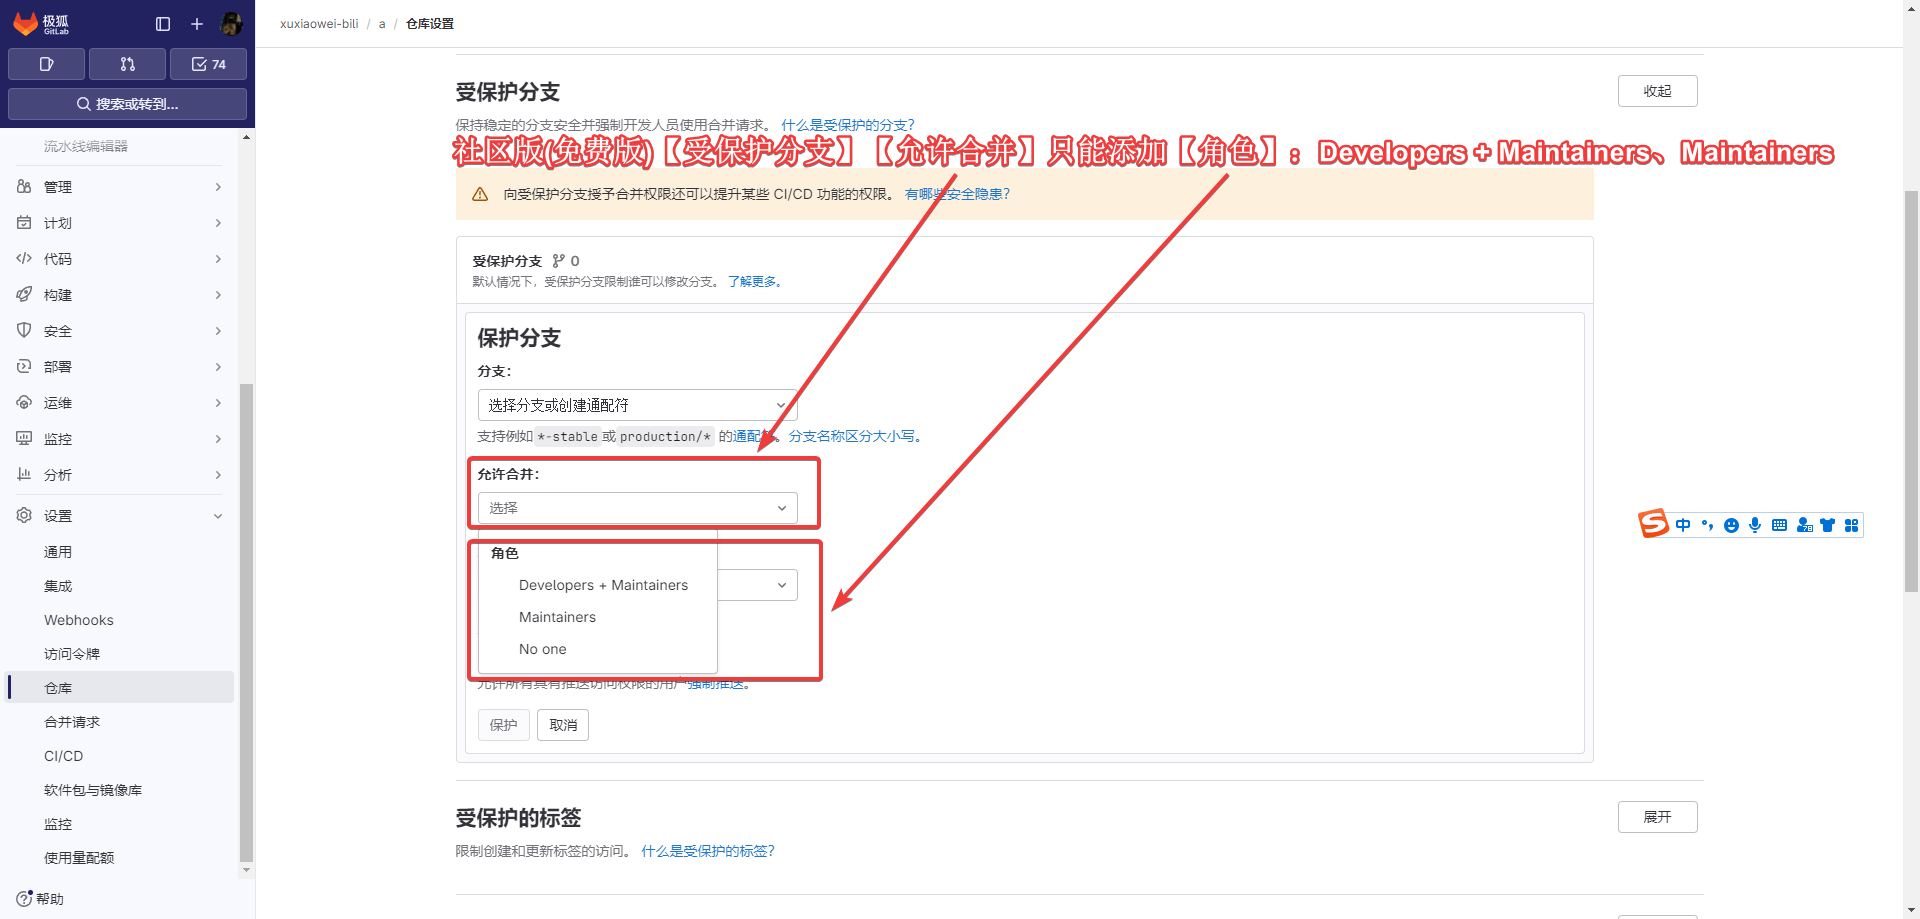 极狐
GitLab
74
搜索或转到...
流水线编辑器
管理
计划
代码
构建
安全
部署
运维
监控
分析
设置
通用
集成
Webhooks
访问令牌
仓库
合并请求
CI/CD
软件包与镜像库
监控
使用量配额
帮助
xuxiaowei-bili / a / 仓库设置
受保护分支
收起
保持稳定的分支安全并强制开发人员使用合并请求。 什么是受保护的分支?
社区版(免费版)【受保护分支】【允许合并】只能添加【角色】：Developers + Maintainers、Maintainers
向受保护分支授予合并权限还可以提升某些 CI/CD 功能的权限。 有哪些安全隐患?
受保护分支 0
默认情况下，受保护分支限制谁可以修改分支。 了解更多。
保护分支
分支：
选择分支或创建通配符
支持例如 *-stable 或 production/* 的通配符。分支名称区分大小写。
允许合并：
选择
角色
Developers + Maintainers
Maintainers
No one
允许所有具有推送访问权限的用户强制推送。
保护
取消
受保护的标签
展开
限制创建和更新标签的访问。 什么是受保护的标签?
中